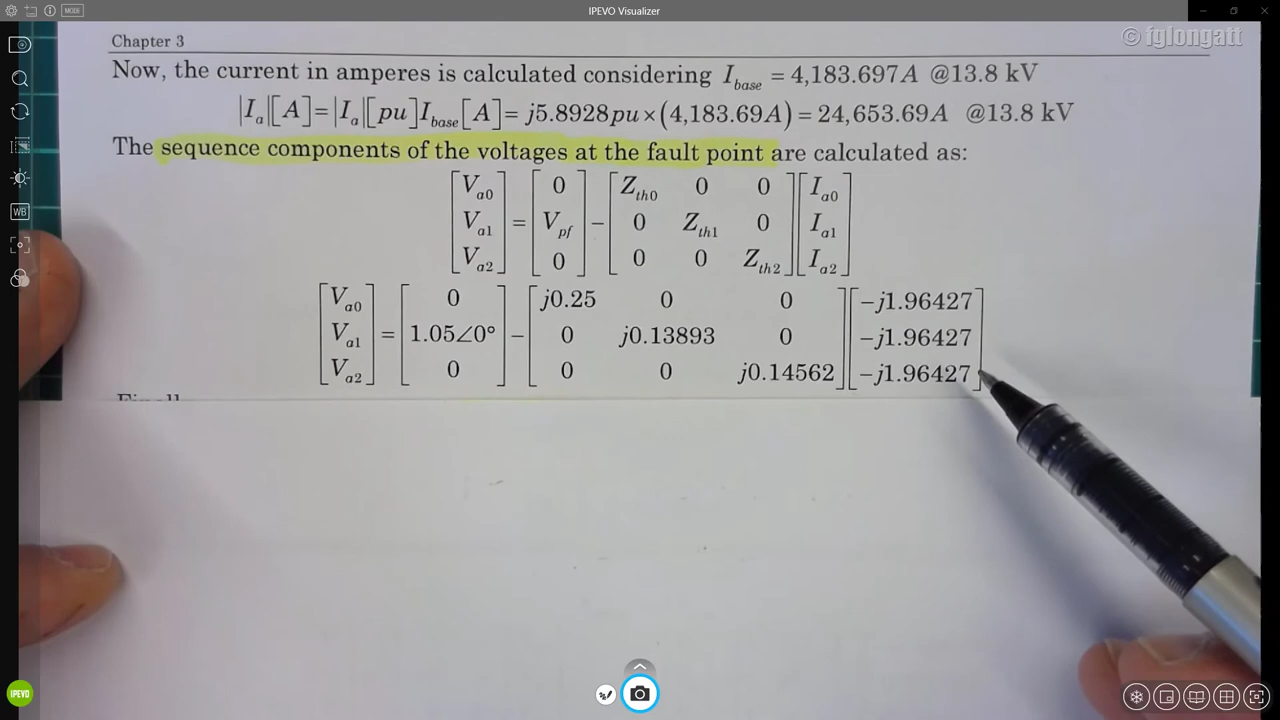 IPEVO Visualizer
MODE
© fglongatt
Chapter 3
Now, the current in amperes is calculated considering I_base = 4,183.697A @13.8 kV
|I_a|[A]=|I_a|[pu]I_base[A]= j5.8928pu×(4,183.69A)=24,653.69A @13.8 kV
The sequence components of the voltages at the fault point are calculated as:
[V_a0] [0] [Z_th0 0 0][I_a0]
[V_a1] = [V_pf] − [0 Z_th1 0][I_a1]
[V_a2] [0] [0 0 Z_th2][I_a2]
[V_a0] [0] [j0.25 0 0][−j1.96427]
[V_a1] = [1.05∠0°] − [0 j0.13893 0][−j1.96427]
[V_a2] [0] [0 0 j0.14562][−j1.96427]
WB
IPEVO